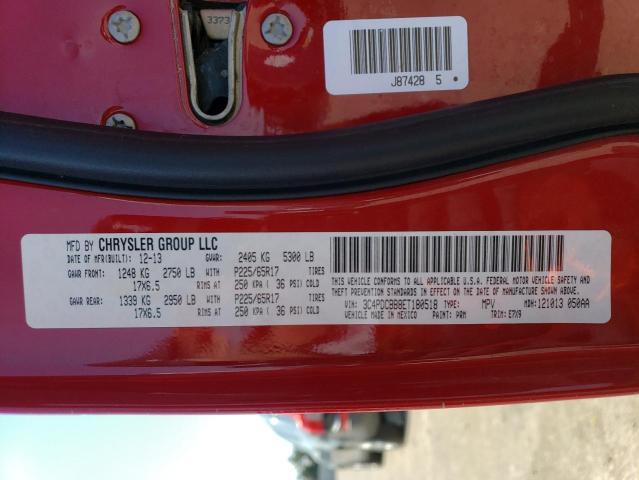 3373
J87428 5
MFD BY CHRYSLER GROUP LLC
DATE OF MFR(BUILT): 12-13 GVWR: 2405 KG 5300 LB
GAWR FRONT: 1248 KG 2750 LB WITH P225/65R17 TIRES
17X6.5 RIMS AT 250 KPA ( 36 PSI) COLD
GAWR REAR: 1339 KG 2950 LB WITH P225/65R17 TIRES
17X6.5 RIMS AT 250 KPA ( 36 PSI) COLD
THIS VEHICLE CONFORMS TO ALL APPLICABLE U.S.A. FEDERAL MOTOR VEHICLE SAFETY AND
THEFT PREVENTION STANDARDS IN EFFECT ON THE DATE OF MANUFACTURE SHOWN ABOVE.
VIN: 3C4PDCBB8ET180518 TYPE: MPV MDH:121013 050AA
VEHICLE MADE IN MEXICO PAINT: PRM TRIM: E7X9